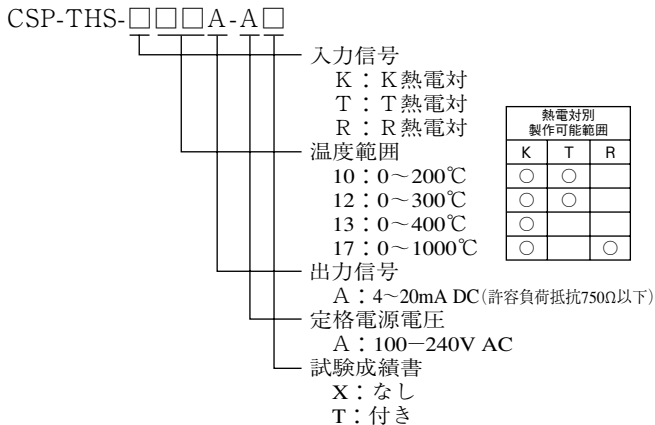 CSP-THS-□□□A-A□
入力信号
K：K熱電対
T：T熱電対
R：R熱電対
温度範囲
10：0～200℃
12：0～300℃
13：0～400℃
17：0～1000℃
熱電対別
製作可能範囲
K T R
○ ○
○ ○
○
○ ○
出力信号
A：4～20mA DC（許容負荷抵抗750Ω以下）
定格電源電圧
A：100－240V AC
試験成績書
X：なし
T：付き